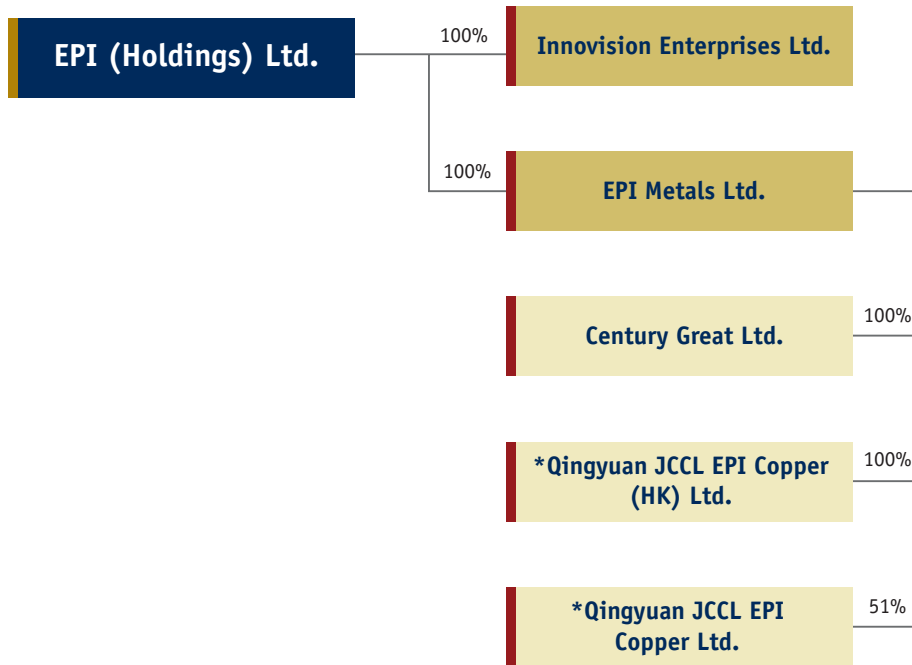 EPI (Holdings) Ltd.
100%
Innovision Enterprises Ltd.
100%
EPI Metals Ltd.
Century Great Ltd.
100%
*Qingyuan JCCL EPI Copper
(HK) Ltd.
100%
*Qingyuan JCCL EPI
Copper Ltd.
51%